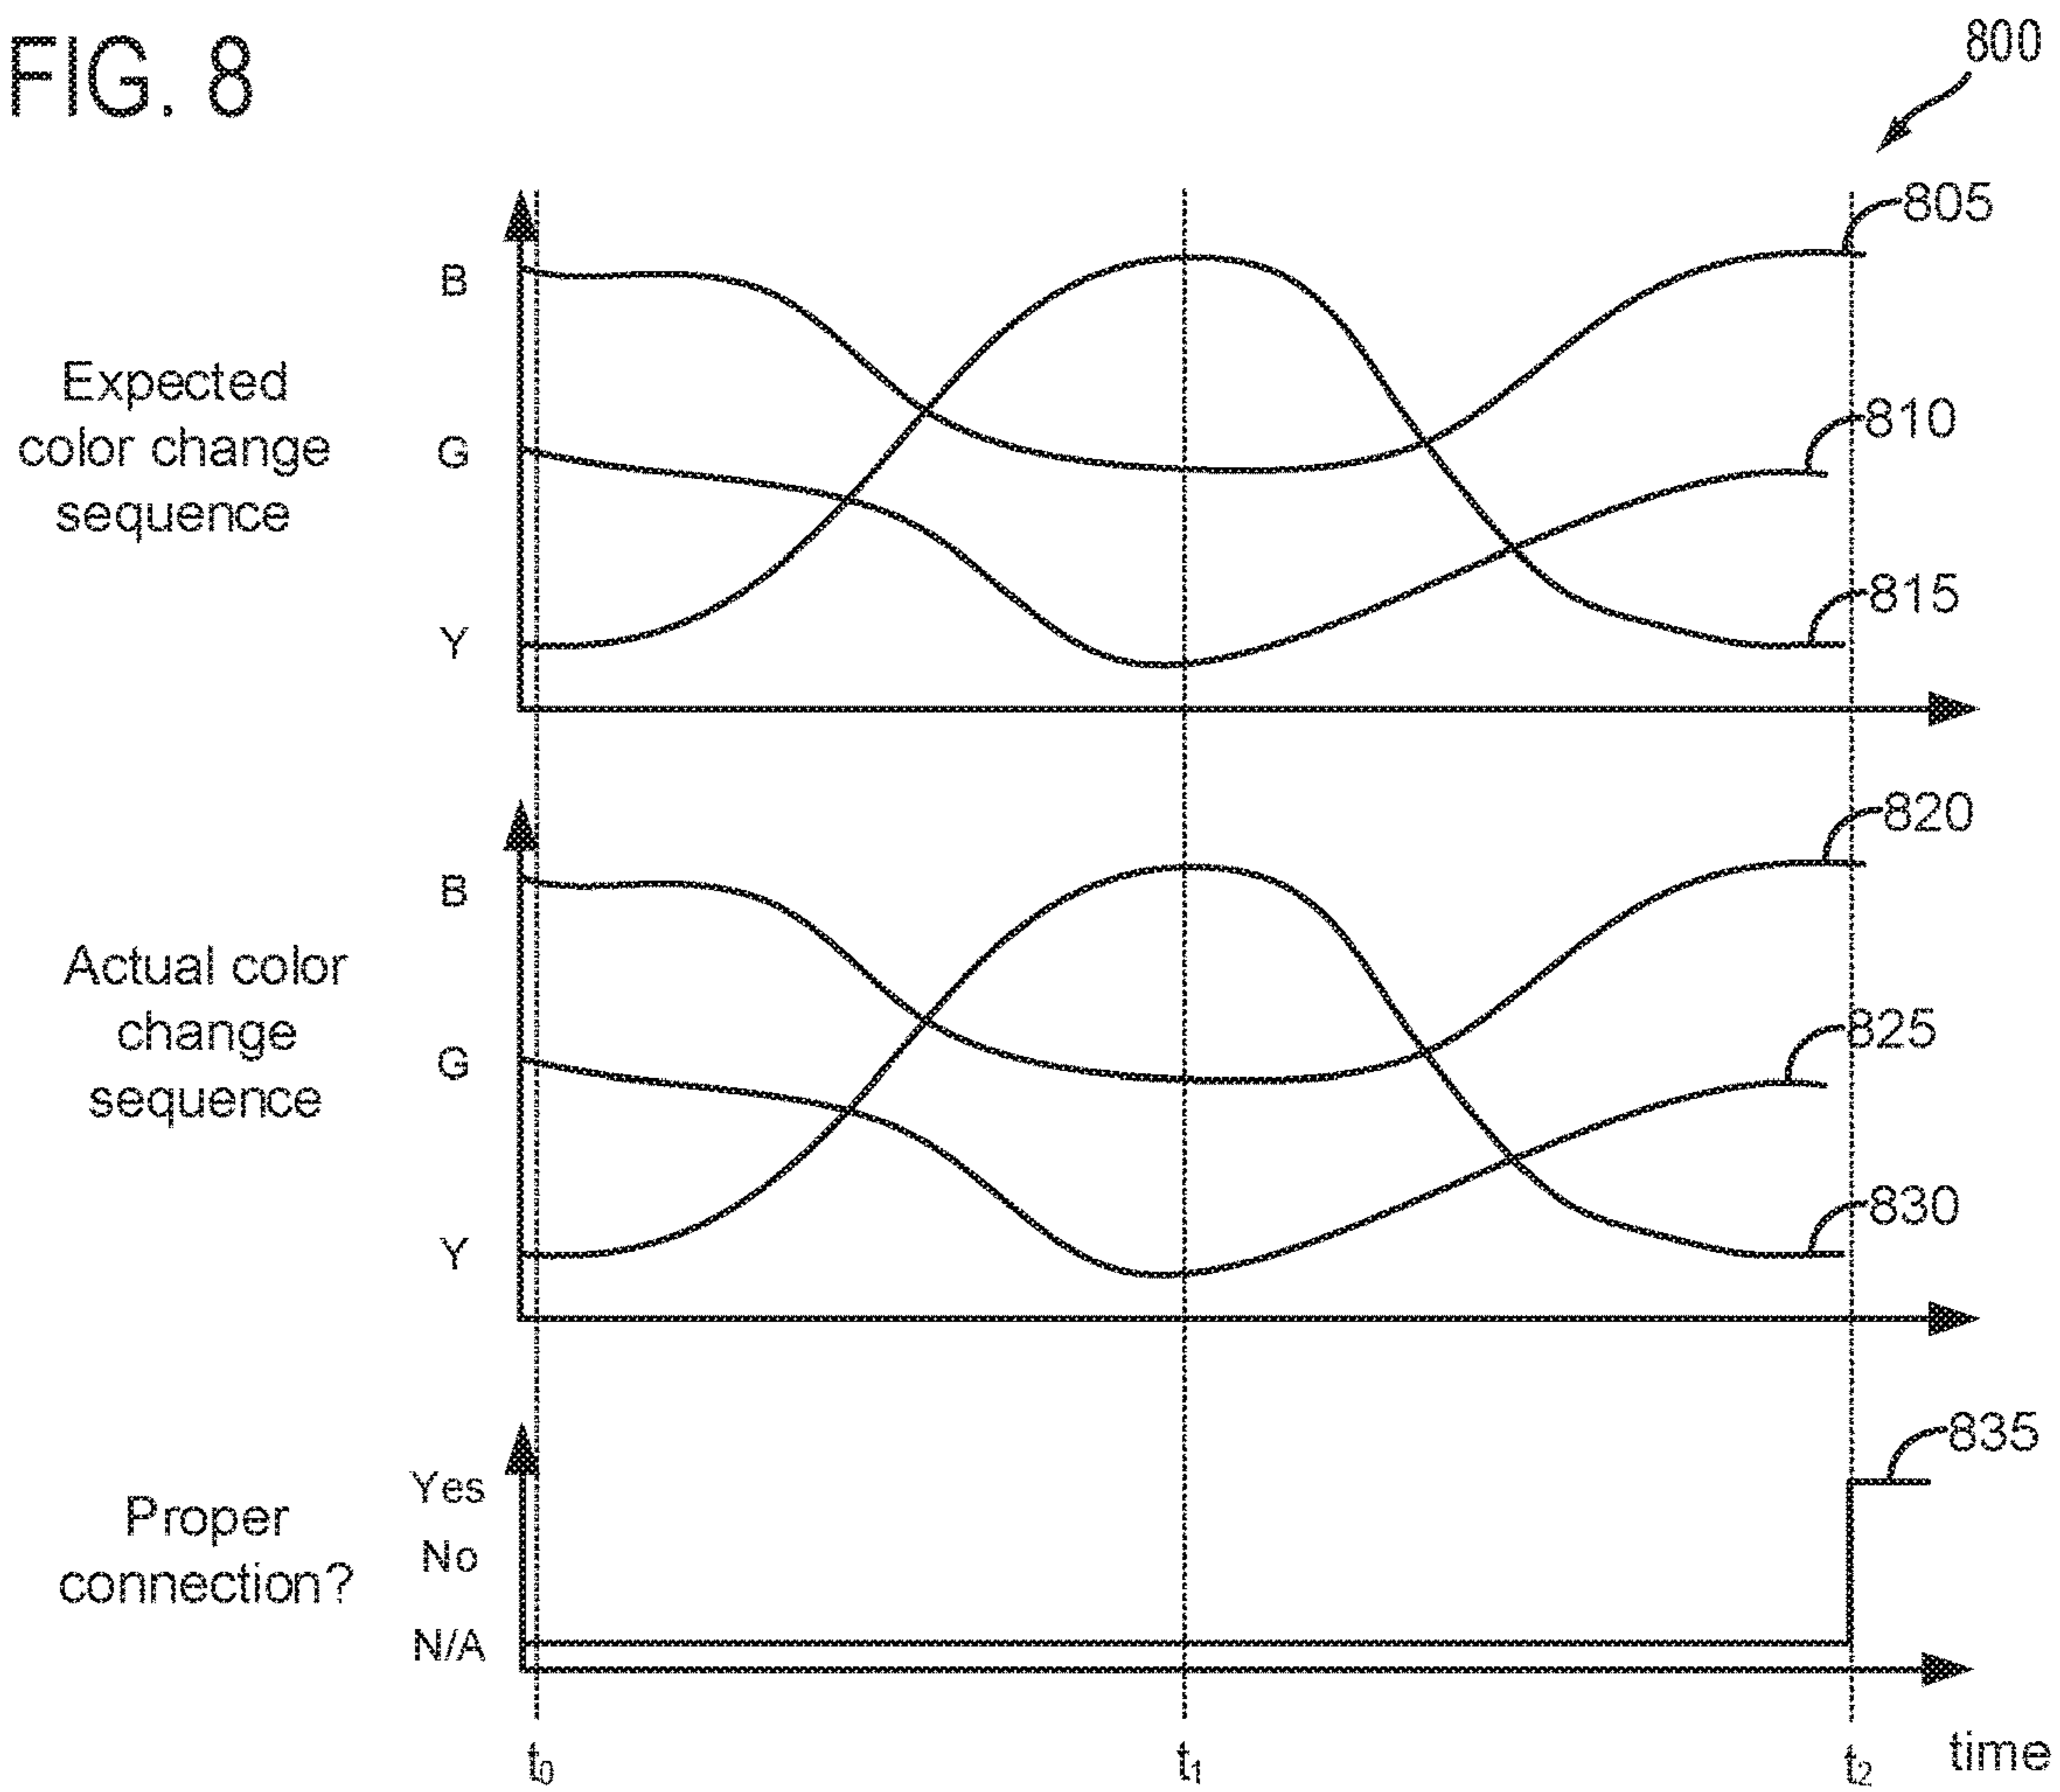 FIG. 8
800
805
B
Expected
color change
sequence
G
810
Y
815
820
B
Actual color
change
sequence
G
825
Y
830
835
Proper
connection?
Yes
No
N/A
t0
t1
t2
time